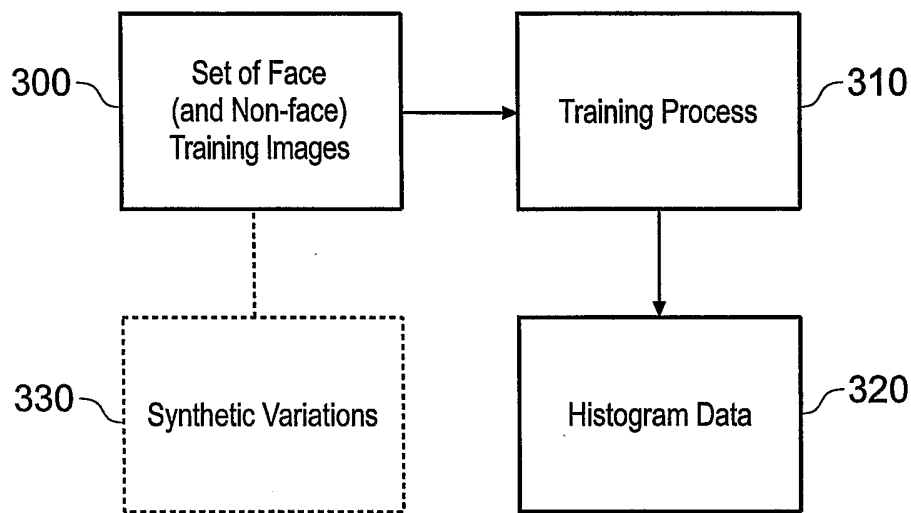 300
Set of Face
(and Non-face)
Training Images
Training Process
310
330
Synthetic Variations
Histogram Data
320